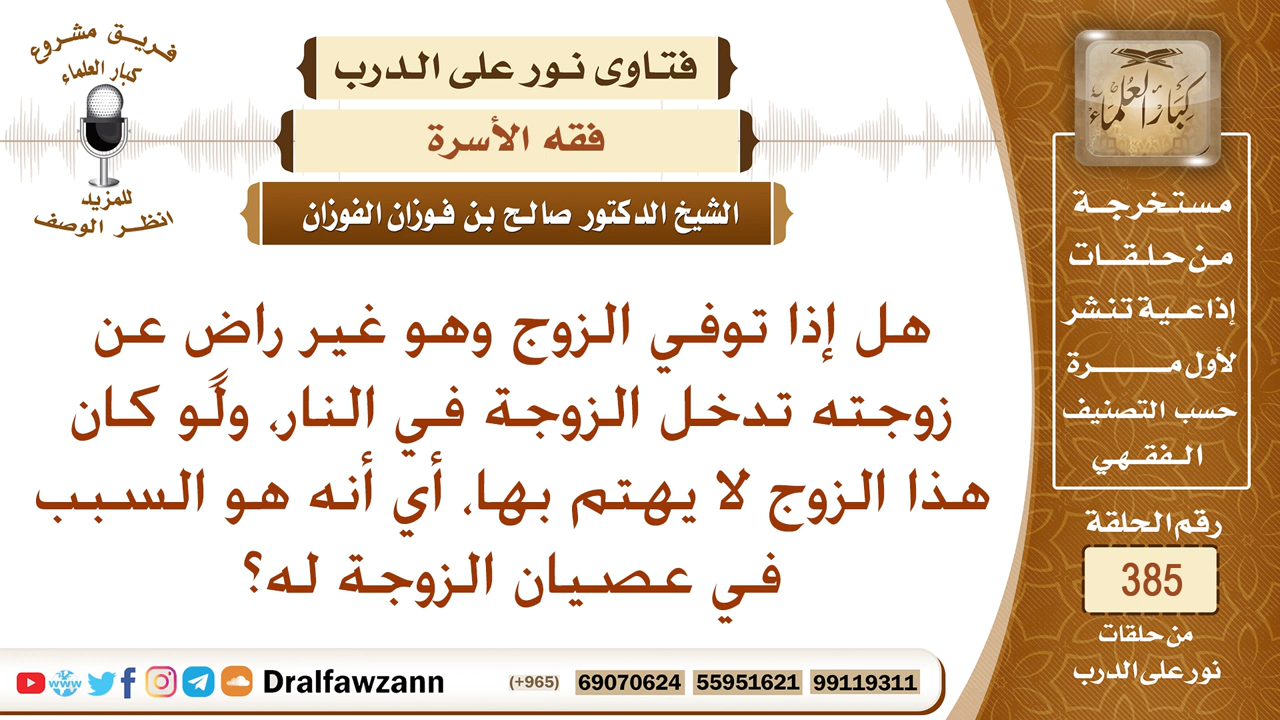 فريق مشروع
كبار العلماء
للمزيد
انظر الوصف
فتاوى نور على الدرب
فقه الأسرة
الشيخ الدكتور صالح بن فوزان الفوزان
هل إذا توفي الزوج وهو غير راض عن
زوجته تدخل الزوجة في النار، ولًو كان
هذا الزوج لا يهتم بها، أي أنه هو السبب
في عصيان الزوجة له؟
كبار العلماء
مستخرجة
من حلقات
إذاعية تنشر
لأول مرة
حسب التصنيف
الفقهي
رقم الحلقة
385
من حلقات
نور على الدرب
www Dralfawzann (+965) 69070624 55951621 99119311